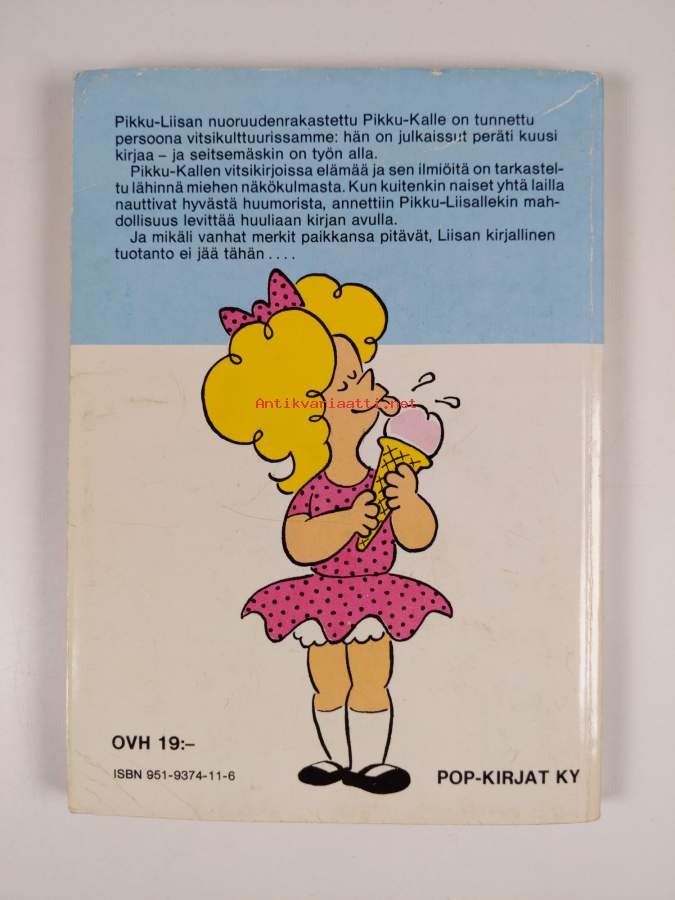 Pikku-Liisan nuoruudenrakastettu Pikku-Kalle on tunnettu
persoona vitsikulttuurissamme: hän on julkaissut peräti kuusi
kirjaa – ja seitsemäskin on työn alla.
Pikku-Kallen vitsikirjoissa elämää ja sen ilmiöitä on tarkastel-
tu lähinnä miehen näkökulmasta. Kun kuitenkin naiset yhtä lailla
nauttivat hyvästä huumorista, annettiin Pikku-Liisallekin mah-
dollisuus levittää huuliaan kirjan avulla.
Ja mikäli vanhat merkit paikkansa pitävät, Liisan kirjallinen
tuotanto ei jää tähän . . . .
Antikvariaatti.net
OVH 19:–
ISBN 951-9374-11-6
POP-KIRJAT KY